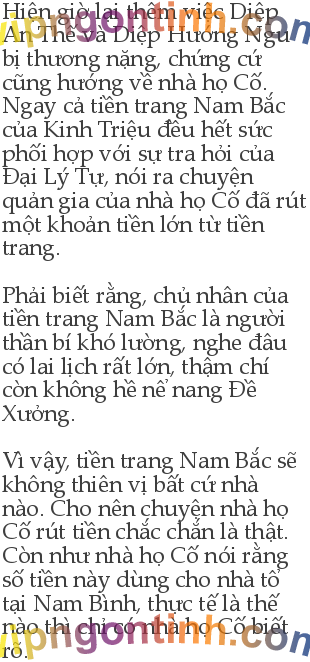 Hiện giờ lại thêm việc Diệp
An Thế và Diệp Hương Ngư
bị thương nặng, chứng cứ
cũng hướng về nhà họ Cố.
Ngay cả tiền trang Nam Bắc
của Kinh Triệu đều hết sức
phối hợp với sự tra hỏi của
Đại Lý Tự, nói ra chuyện
quản gia của nhà họ Cố đã rút
một khoản tiền lớn từ tiền
trang.
Phải biết rằng, chủ nhân của
tiền trang Nam Bắc là người
thần bí khó lường, nghe đâu
có lai lịch rất lớn, thậm chí
còn không hề nể nang Đề
Xưởng.
Vì vậy, tiền trang Nam Bắc sẽ
không thiên vị bất cứ nhà
nào. Cho nên chuyện nhà họ
Cố rút tiền chắc chắn là thật.
Còn như nhà họ Cố nói rằng
số tiền này dùng cho nhà tổ
tại Nam Bình, thực tế là thế
nào thì chỉ có nhà họ Cố biết
rõ.
vipngontinh.com
vipngontinh.com